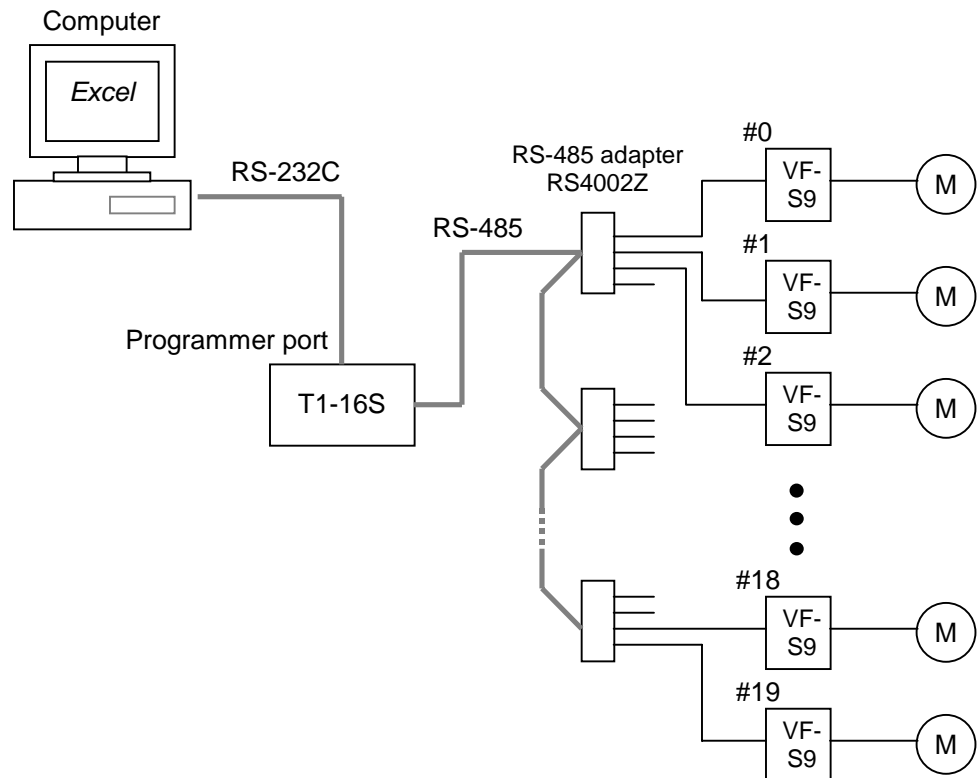 Computer
Excel
RS-232C
Programmer port
T1-16S
RS-485
RS-485 adapter
RS4002Z
#0
VF-
S9
M
#1
VF-
S9
M
#2
VF-
S9
M
#18
VF-
S9
M
#19
VF-
S9
M